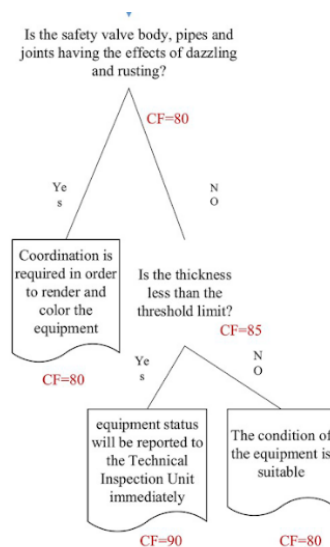 Is the safety valve body, pipes and
joints having the effects of dazzling
and rusting?
CF=80
Ye
s
N
O
Coordination is
required in order
to render and
color the
equipment
CF=80
Is the thickness
less than the
threshold limit?
CF=85
Ye
s
N
O
equipment status
will be reported to
the Technical
Inspection Unit
immediately
CF=90
The condition of
the equipment is
suitable
CF=80